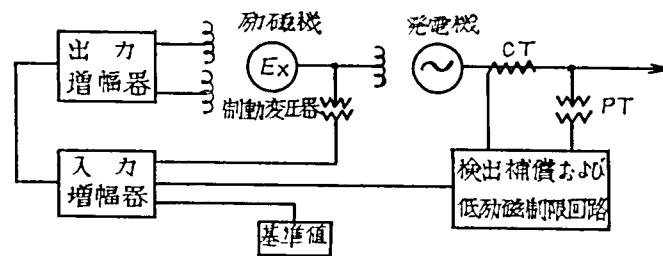 励磁機
発電機
CT
出力
増幅器
Ex
制動変圧器
PT
入力
増幅器
検出補償および
低励磁制限回路
基準値